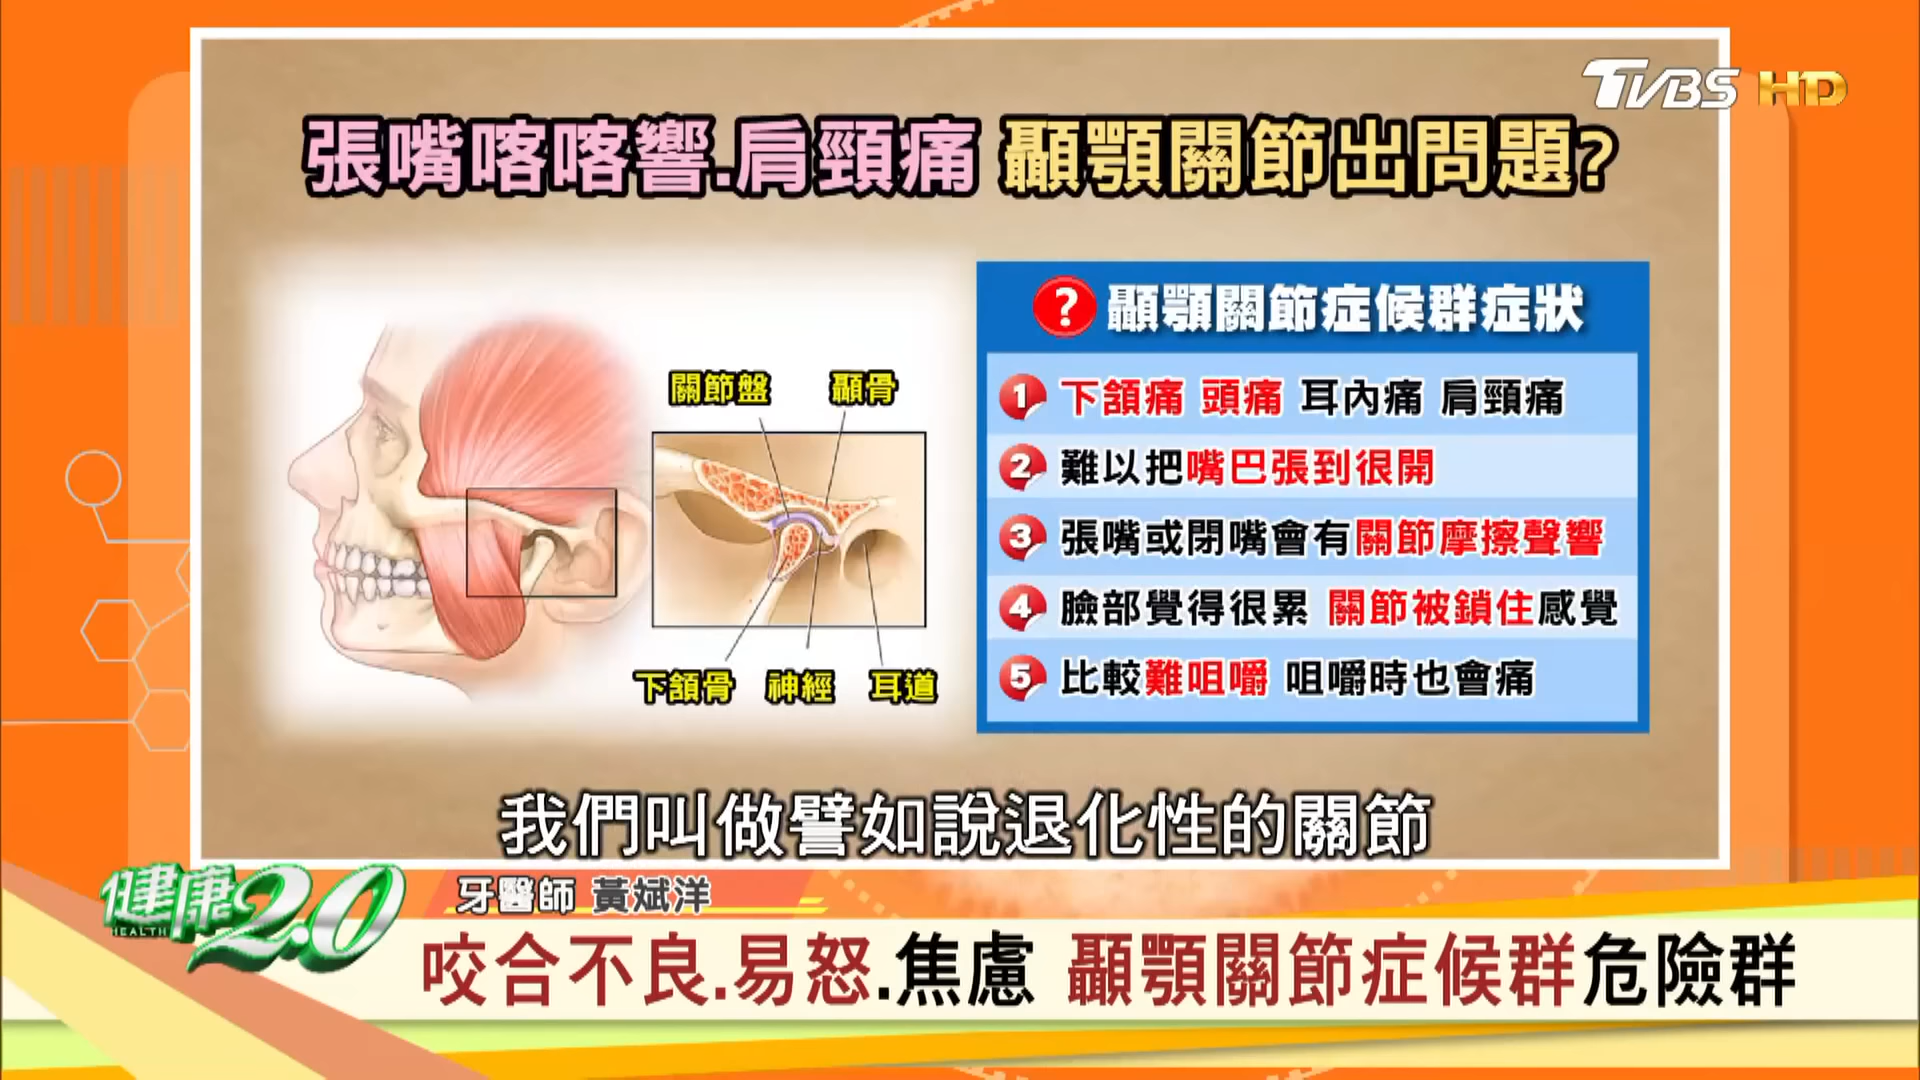 TVBS HD
張嘴喀喀響.肩頸痛 顳顎關節出問題?
? 顳顎關節症候群症狀
關節盤 顳骨
1 下頷痛 頭痛 耳內痛 肩頸痛
2 難以把嘴巴張到很開
3 張嘴或閉嘴會有關節摩擦聲響
4 臉部覺得很累 關節被鎖住感覺
5 比較難咀嚼 咀嚼時也會痛
下頷骨 神經 耳道
我們叫做譬如說退化性的關節
健康2.0
HEALTH
牙醫師 黃斌洋
咬合不良.易怒.焦慮 顳顎關節症候群危險群